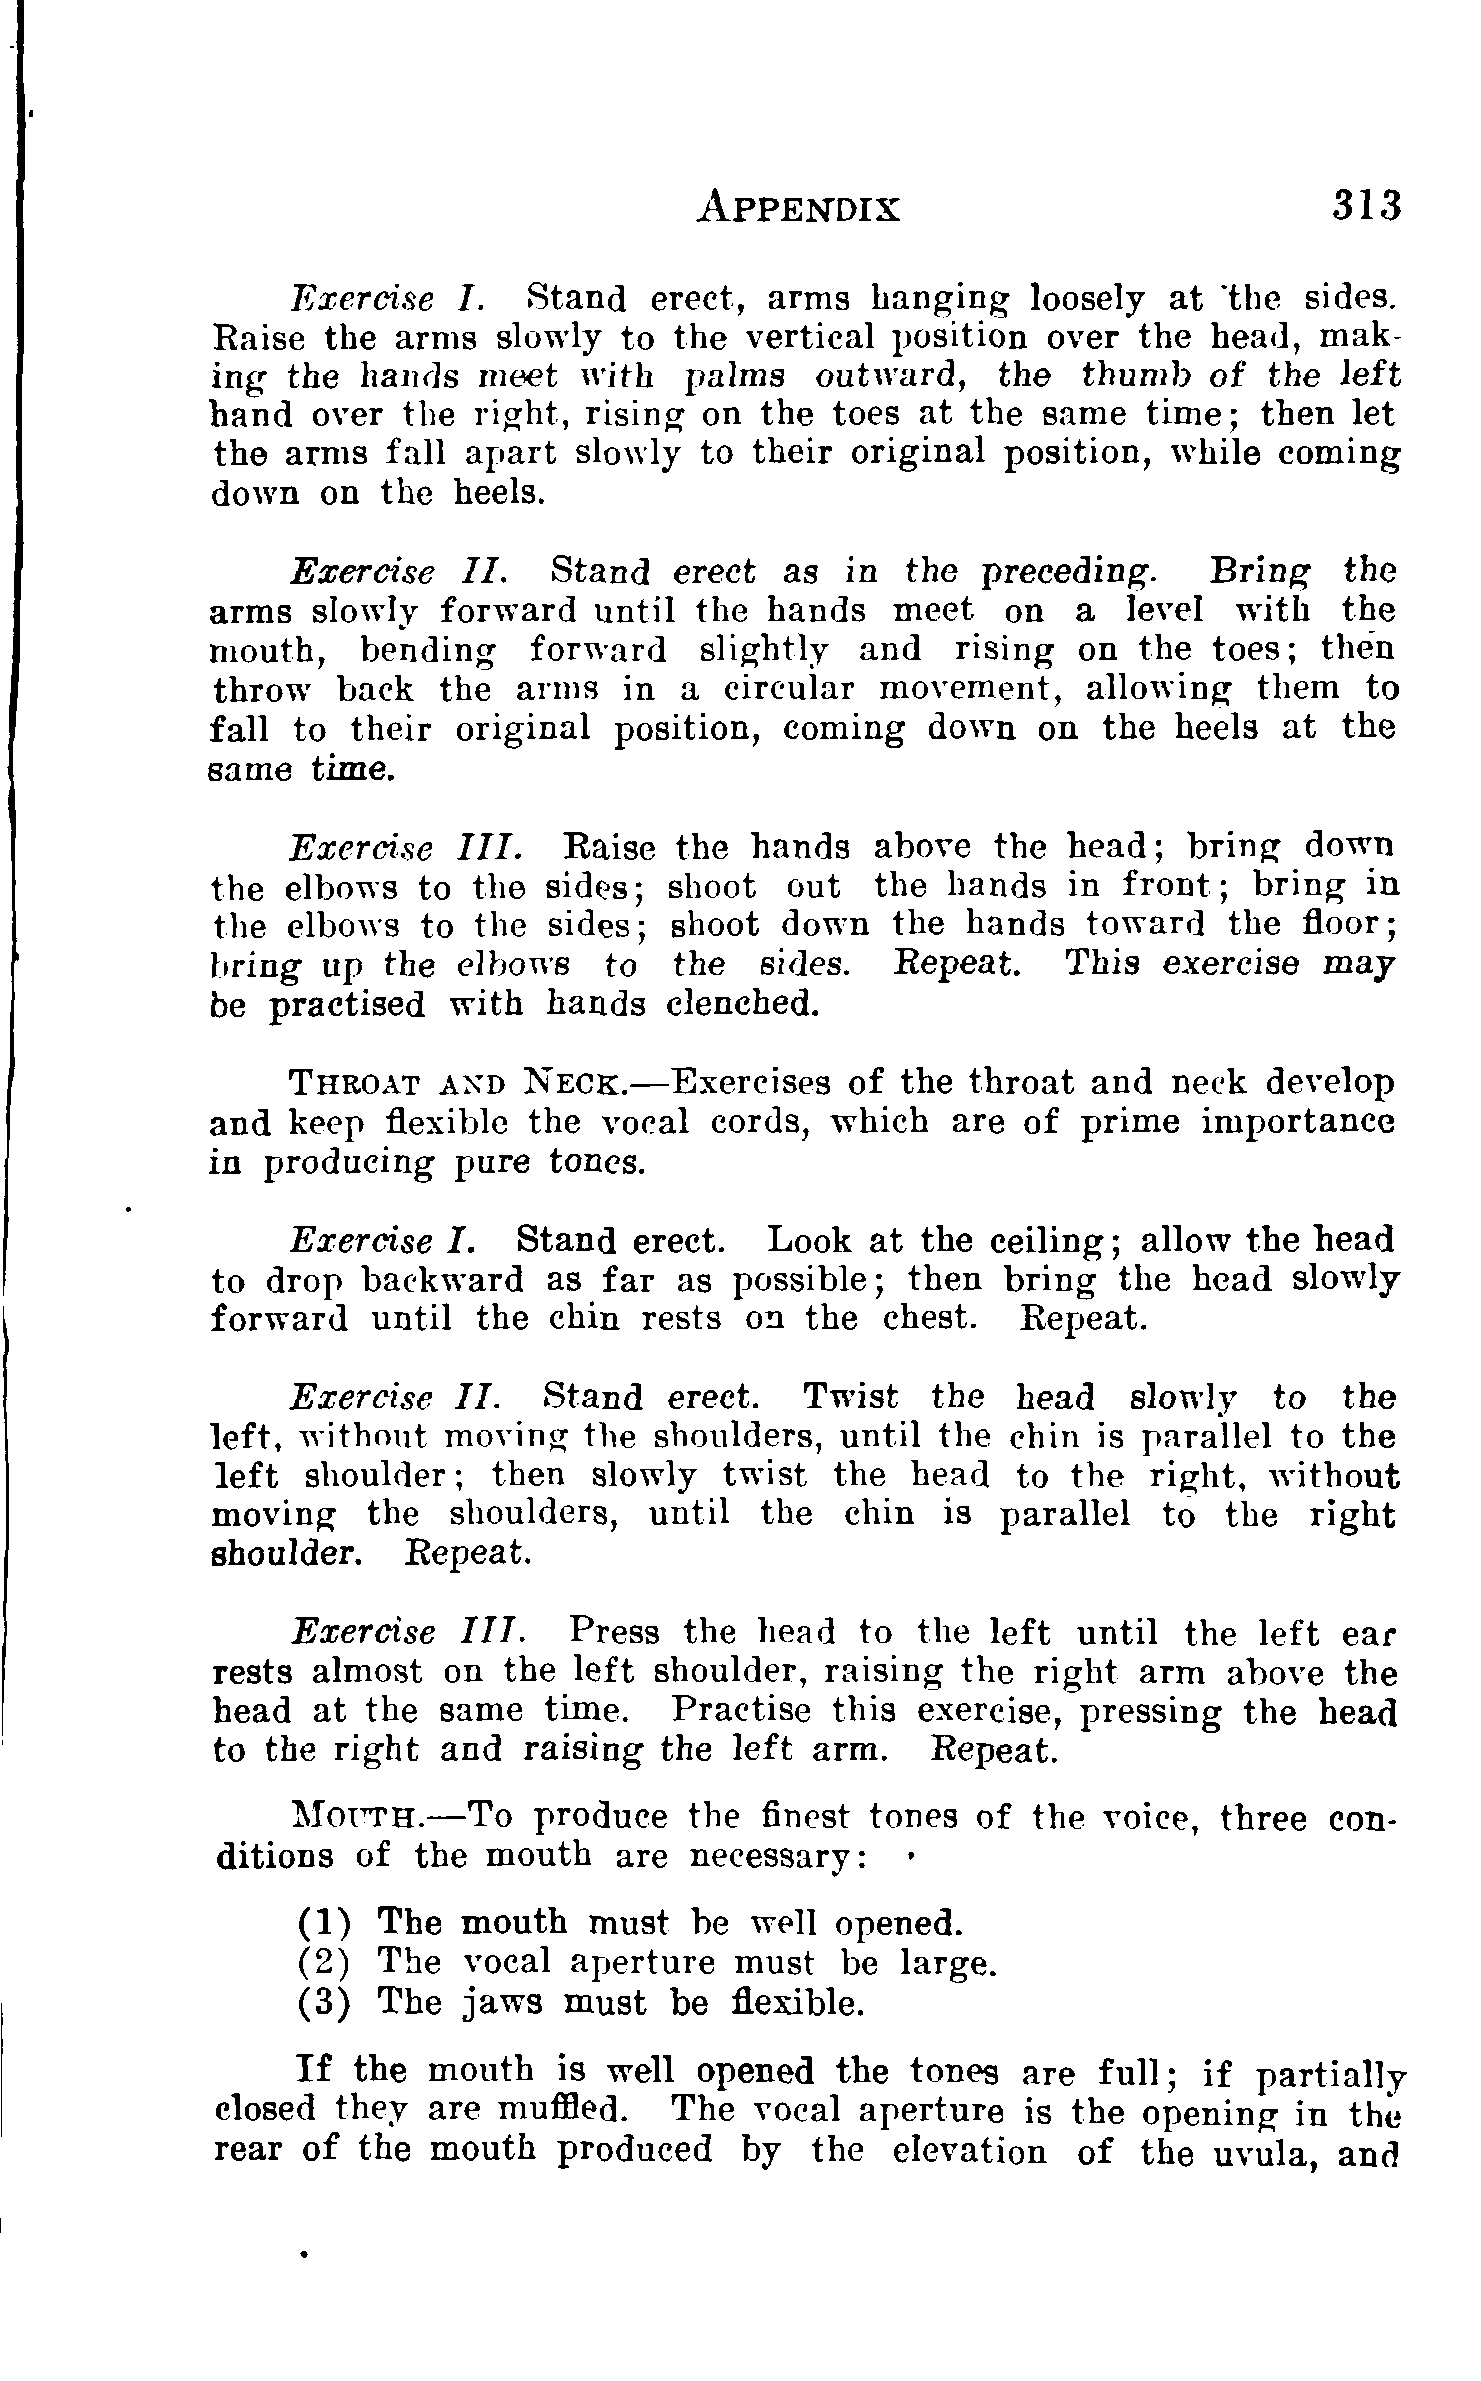 APPENDIX 313
Exercise I. Stand erect, arms hanging loosely at the sides.
Raise the arms slowly to the vertical position over the head, mak-
ing the hands meet with palms outward, the thumb of the left
hand over the right, rising on the toes at the same time; then let
the arms fall apart slowly to their original position, while coming
down on the heels.
Exercise II. Stand erect as in the preceding. Bring the
arms slowly forward until the hands meet on a level with the
mouth, bending forward slightly and rising on the toes; then
throw back the arms in a circular movement, allowing them to
fall to their original position, coming down on the heels at the
same time.
Exercise III. Raise the hands above the head; bring down
the elbows to the sides; shoot out the hands in front; bring in
the elbows to the sides; shoot down the hands toward the floor;
bring up the elbows to the sides. Repeat. This exercise may
be practised with hands clenched.
THROAT AND NECK.—Exercises of the throat and neck develop
and keep flexible the vocal cords, which are of prime importance
in producing pure tones.
Exercise I. Stand erect. Look at the ceiling; allow the head
to drop backward as far as possible; then bring the head slowly
forward until the chin rests on the chest. Repeat.
Exercise II. Stand erect. Twist the head slowly to the
left, without moving the shoulders, until the chin is parallel to the
left shoulder; then slowly twist the head to the right, without
moving the shoulders, until the chin is parallel to the right
shoulder. Repeat.
Exercise III. Press the head to the left until the left ear
rests almost on the left shoulder, raising the right arm above the
head at the same time. Practise this exercise, pressing the head
to the right and raising the left arm. Repeat.
MOUTH.—To produce the finest tones of the voice, three con-
ditions of the mouth are necessary:
(1) The mouth must be well opened.
(2) The vocal aperture must be large.
(3) The jaws must be flexible.
If the mouth is well opened the tones are full; if partially
closed they are muffled. The vocal aperture is the opening in the
rear of the mouth produced by the elevation of the uvula, and